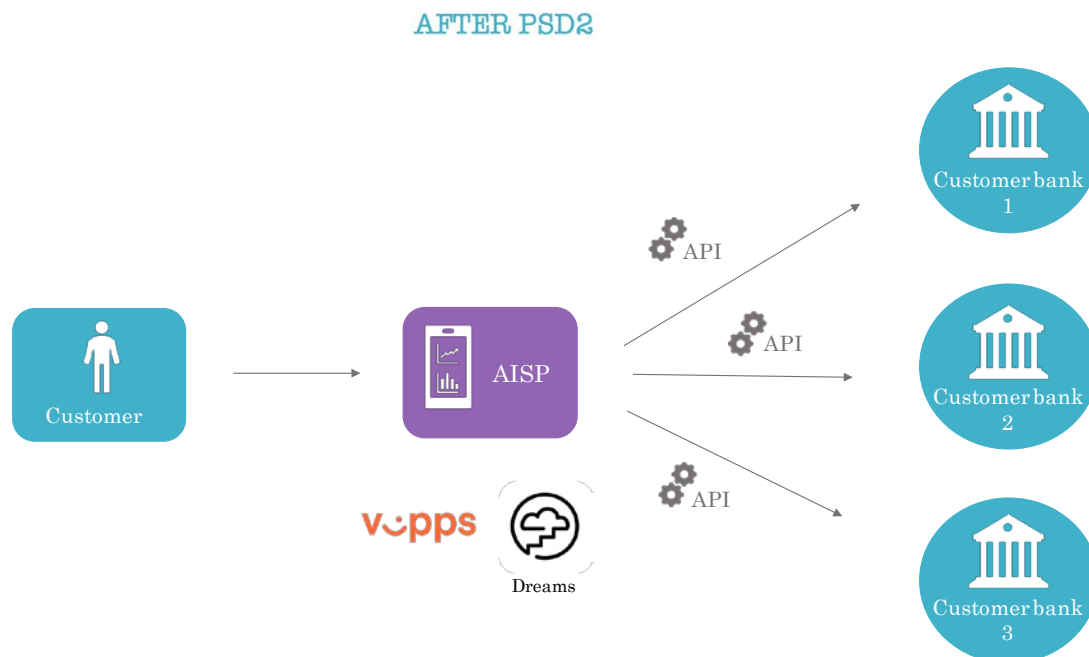 AFTER PSD2
Customer bank
1
API
API
Customer
AISP
Customer bank
2
API
vipps
Dreams
Customer bank
3